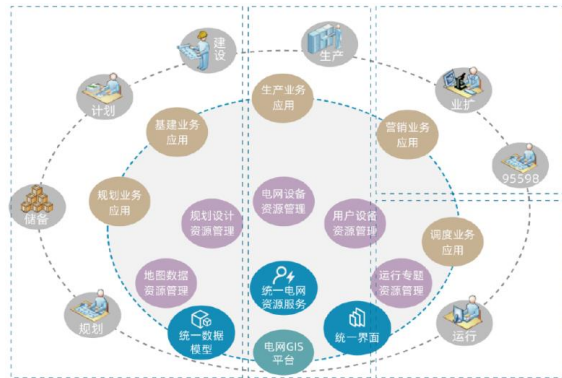 建
设
生产
计划
业扩
生产业务
应用
基建业务
应用
营销业务
应用
95598
储备
规划业务
应用
规划设计
资源管理
电网设备
资源管理
用户设备
资源管理
调度业务
应用
地图数据
资源管理
统一电网
资源服务
运行专题
资源管理
规划
统一数据
模型
电网GIS
平台
统一界面
运行